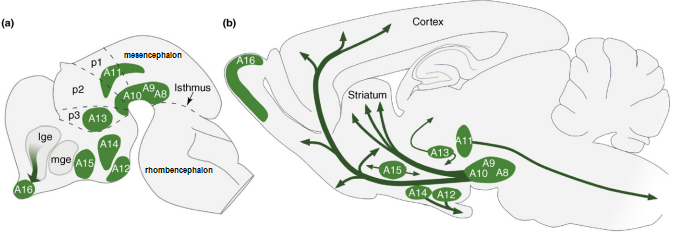 (a)
p1
mesencephalon
A11
p2
A10
A9
A8
Isthmus
p3
A13
lge
mge
A14
A15
A12
A16
rhombencephalon
(b)
Cortex
A16
Striatum
A11
A13
A15
A9
A10
A8
A14
A12